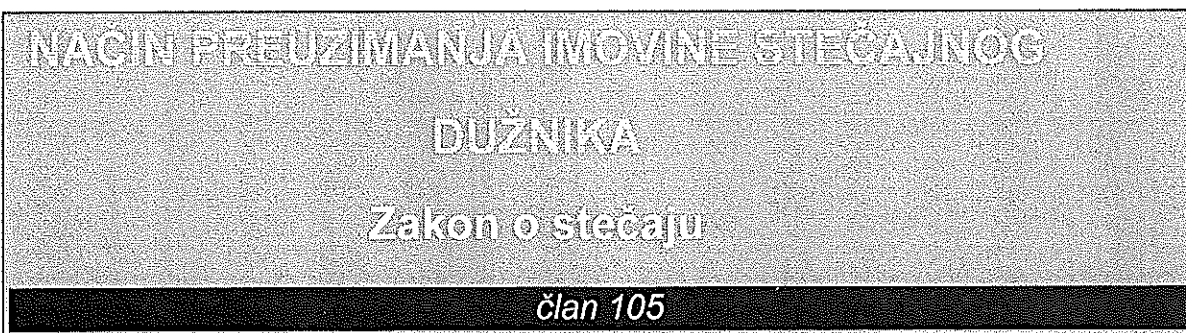 NAČIN PREUZIMANJA IMOVINE STEČAJNOG
DUŽNIKA
Zakon o stečaju
član 105